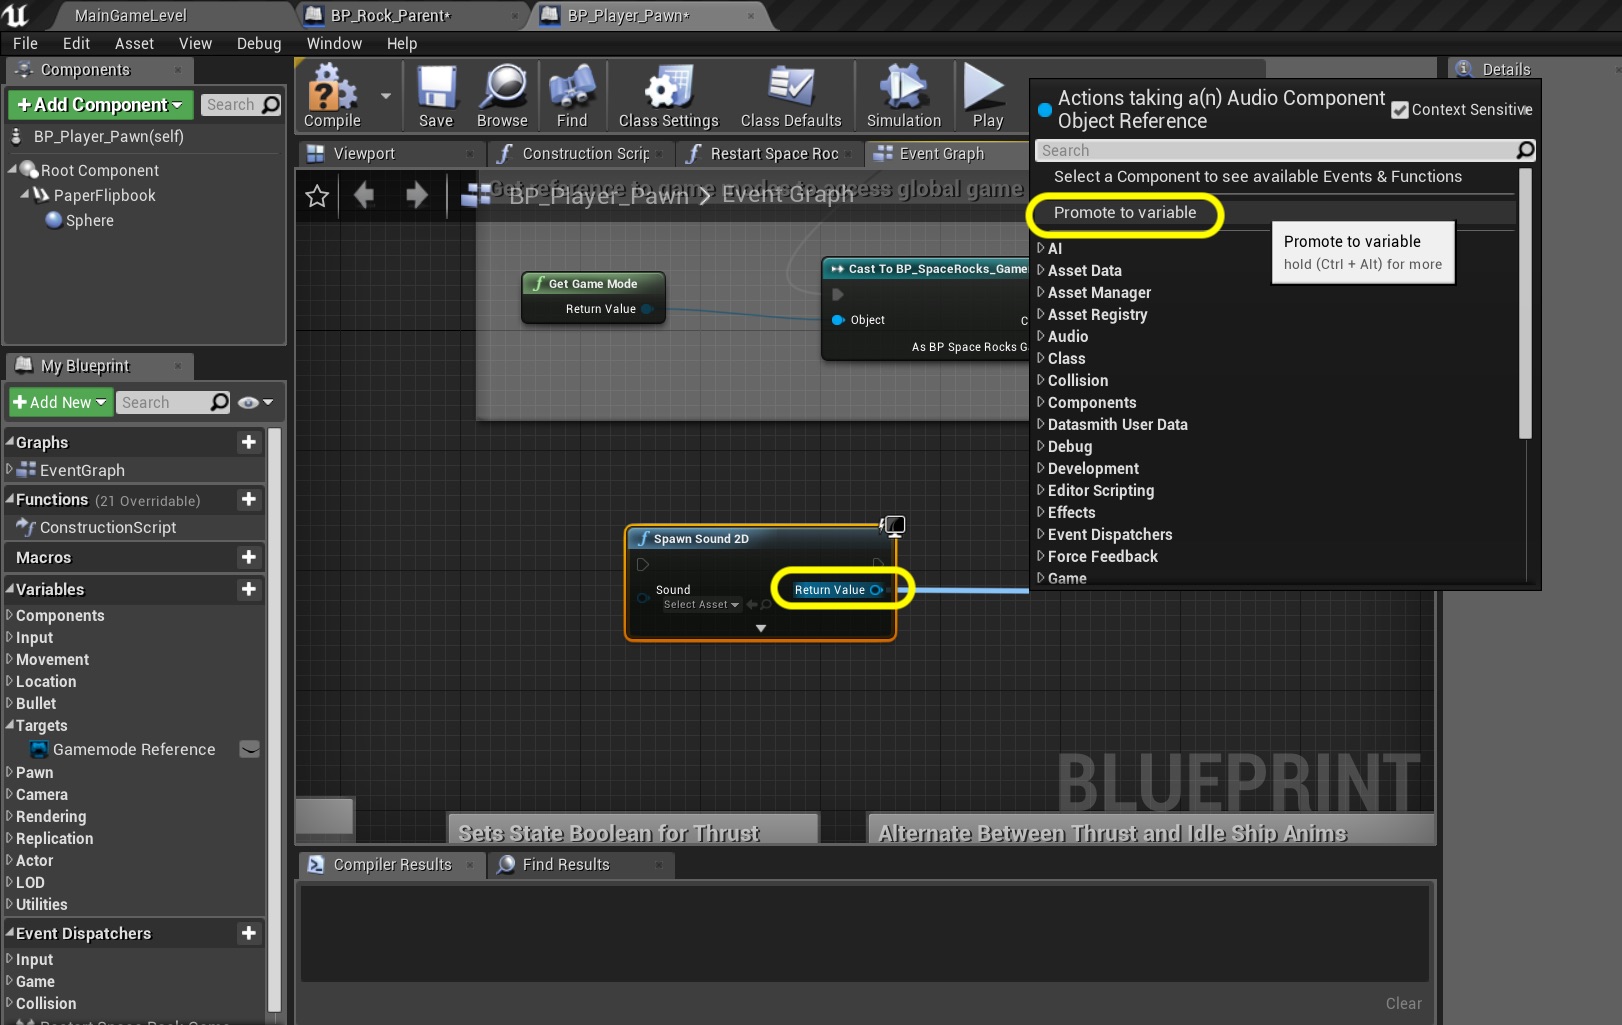 MainGameLevel
BP_Rock_Parent*
BP_Player_Pawn*
File Edit Asset View Debug Window Help
Components
+Add Component
Search
BP_Player_Pawn(self)
Root Component
PaperFlipbook
Sphere
My Blueprint
+Add New
Search
Graphs
EventGraph
Functions (21 Overridable)
ConstructionScript
Macros
Variables
Components
Input
Movement
Location
Bullet
Targets
Gamemode Reference
Pawn
Camera
Rendering
Replication
Actor
LOD
Utilities
Event Dispatchers
Input
Game
Collision
Compile
Save
Browse
Find
Class Settings
Class Defaults
Simulation
Play
Viewport
Construction Scrip
Restart Space Roc
Event Graph
Get reference to game modes to access global game
BP_Player_Pawn > Event Graph
Get Game Mode
Return Value
Cast To BP_SpaceRocks_Game
Object
C
As BP Space Rocks G
Spawn Sound 2D
Sound
Select Asset
Return Value
BLUEPRINT
Sets State Boolean for Thrust
Alternate Between Thrust and Idle Ship Anims
Compiler Results
Find Results
Clear
Details
Actions taking a(n) Audio Component
Object Reference
Context Sensitive
Search
Select a Component to see available Events & Functions
Promote to variable
Promote to variable
hold (Ctrl + Alt) for more
AI
Asset Data
Asset Manager
Asset Registry
Audio
Class
Collision
Components
Datasmith User Data
Debug
Development
Editor Scripting
Effects
Event Dispatchers
Force Feedback
Game